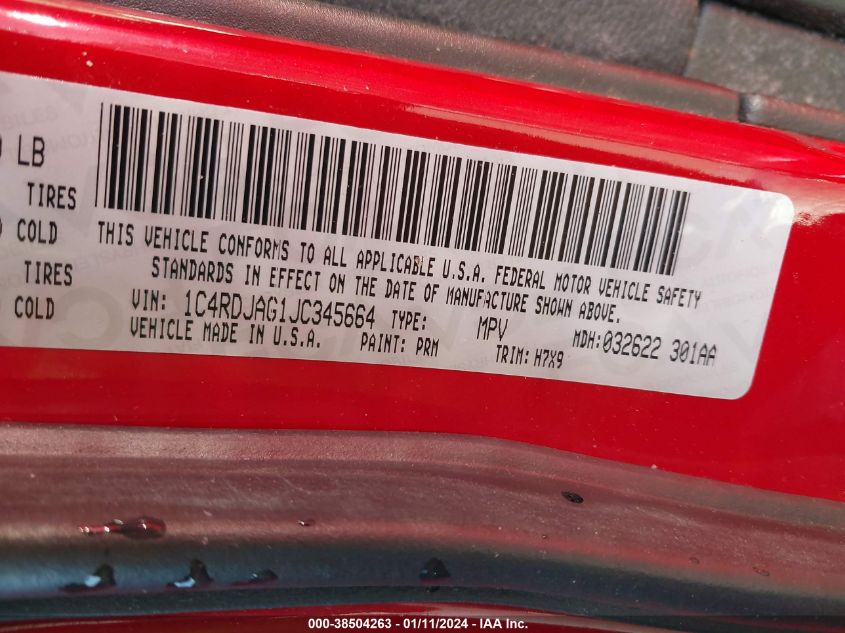 LB
TIRES
COLD
TIRES
COLD
THIS VEHICLE CONFORMS TO ALL APPLICABLE U.S.A. FEDERAL MOTOR VEHICLE SAFETY
STANDARDS IN EFFECT ON THE DATE OF MANUFACTURE SHOWN ABOVE.
VIN: 1C4RDJAG1JC345664 TYPE: MPV MDH:032622 301AA
VEHICLE MADE IN U.S.A. PAINT: PRM TRIM: H7X9
000-38504263 - 01/11/2024 - IAA Inc.